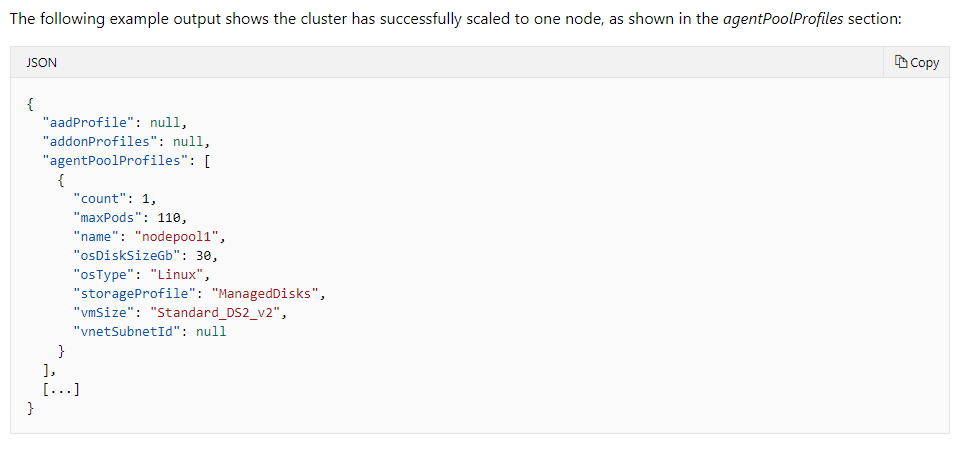 The following example output shows the cluster has successfully scaled to one node, as shown in the agentPoolProfiles section:
JSON
Copy
{
  "aadProfile": null,
  "addonProfiles": null,
  "agentPoolProfiles": [
    {
      "count": 1,
      "maxPods": 110,
      "name": "nodepool1",
      "osDiskSizeGb": 30,
      "osType": "Linux",
      "storageProfile": "ManagedDisks",
      "vmSize": "Standard_DS2_v2",
      "vnetSubnetId": null
    }
  ],
  [...]
}